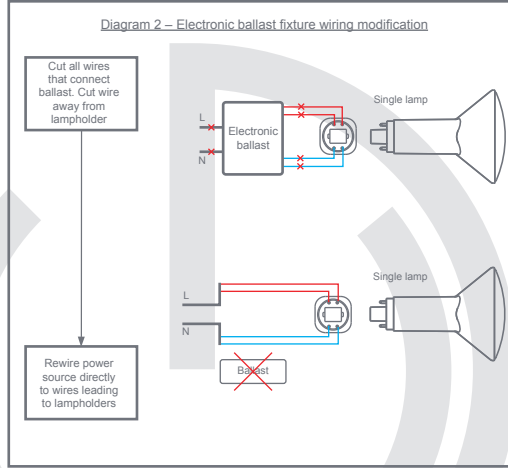 Diagram 2 – Electronic ballast fixture wiring modification
Cut all wires
that connect
ballast. Cut wire
away from
lampholder
L
N
Electronic
ballast
Single lamp
L
N
Single lamp
Ballast
Rewire power
source directly
to wires leading
to lampholders